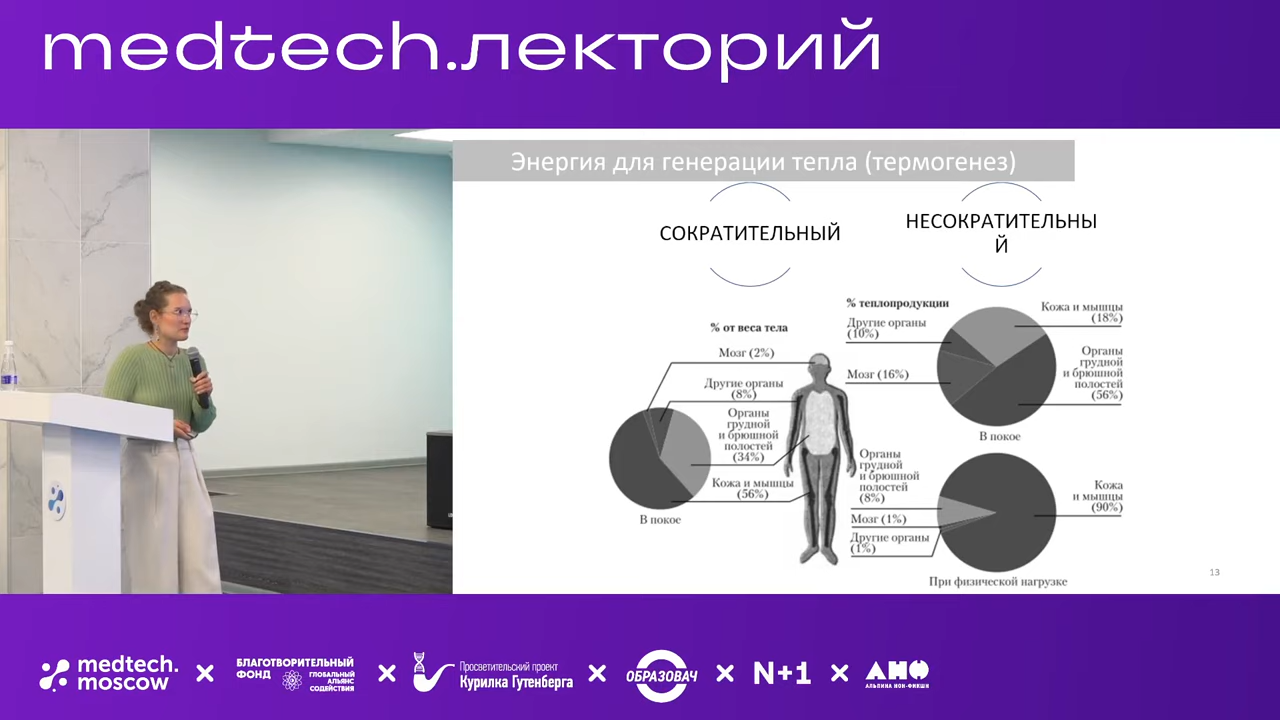 medtech.лекторий
Энергия для генерации тепла (термогенез)
СОКРАТИТЕЛЬНЫЙ
НЕСОКРАТИТЕЛЬНЫ
Й
% от веса тела
Мозг (2%)
Другие органы
(8%)
Органы
грудной
и брюшной
полостей
(34%)
Кожа и мышцы
(56%)
В покое
% теплопродукции
Другие органы
(10%)
Мозг (16%)
Кожа и мышцы
(18%)
Органы
грудной
и брюшной
полостей
(56%)
В покое
Органы
грудной
и брюшной
полостей
(8%)
Мозг (1%)
Другие органы
(1%)
Кожа
и мышцы
(90%)
При физической нагрузке
13
medtech.
moscow
БЛАГОТВОРИТЕЛЬНЫЙ
ФОНД
ГЛОБАЛЬНЫЙ
АЛЬЯНС
СОДЕЙСТВИЯ
Просветительский проект
Курилка Гутенберга
ОБРАЗОВАЧ
N+1
АНФ
АЛЬПИНА НОН-ФИКШН